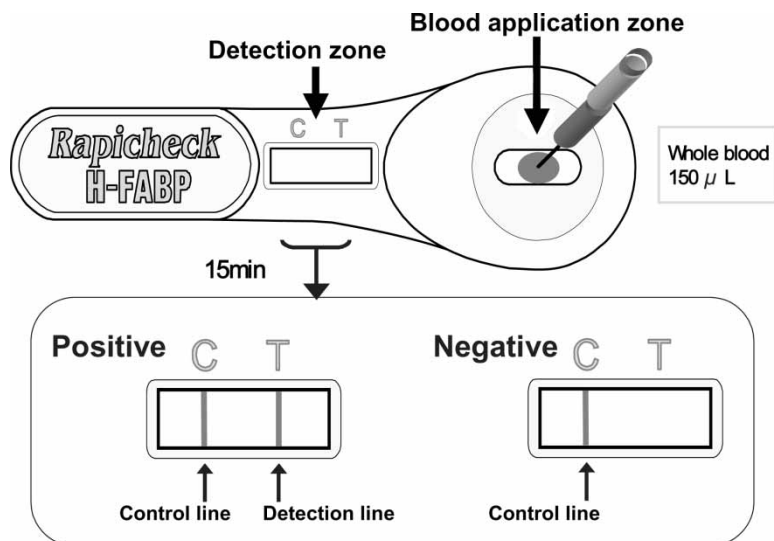 Blood application zone
Detection zone
C T
Rapicheck
H-FABP
Whole blood
150 μ L
15min
Positive C T
Negative C T
Control line
Detection line
Control line